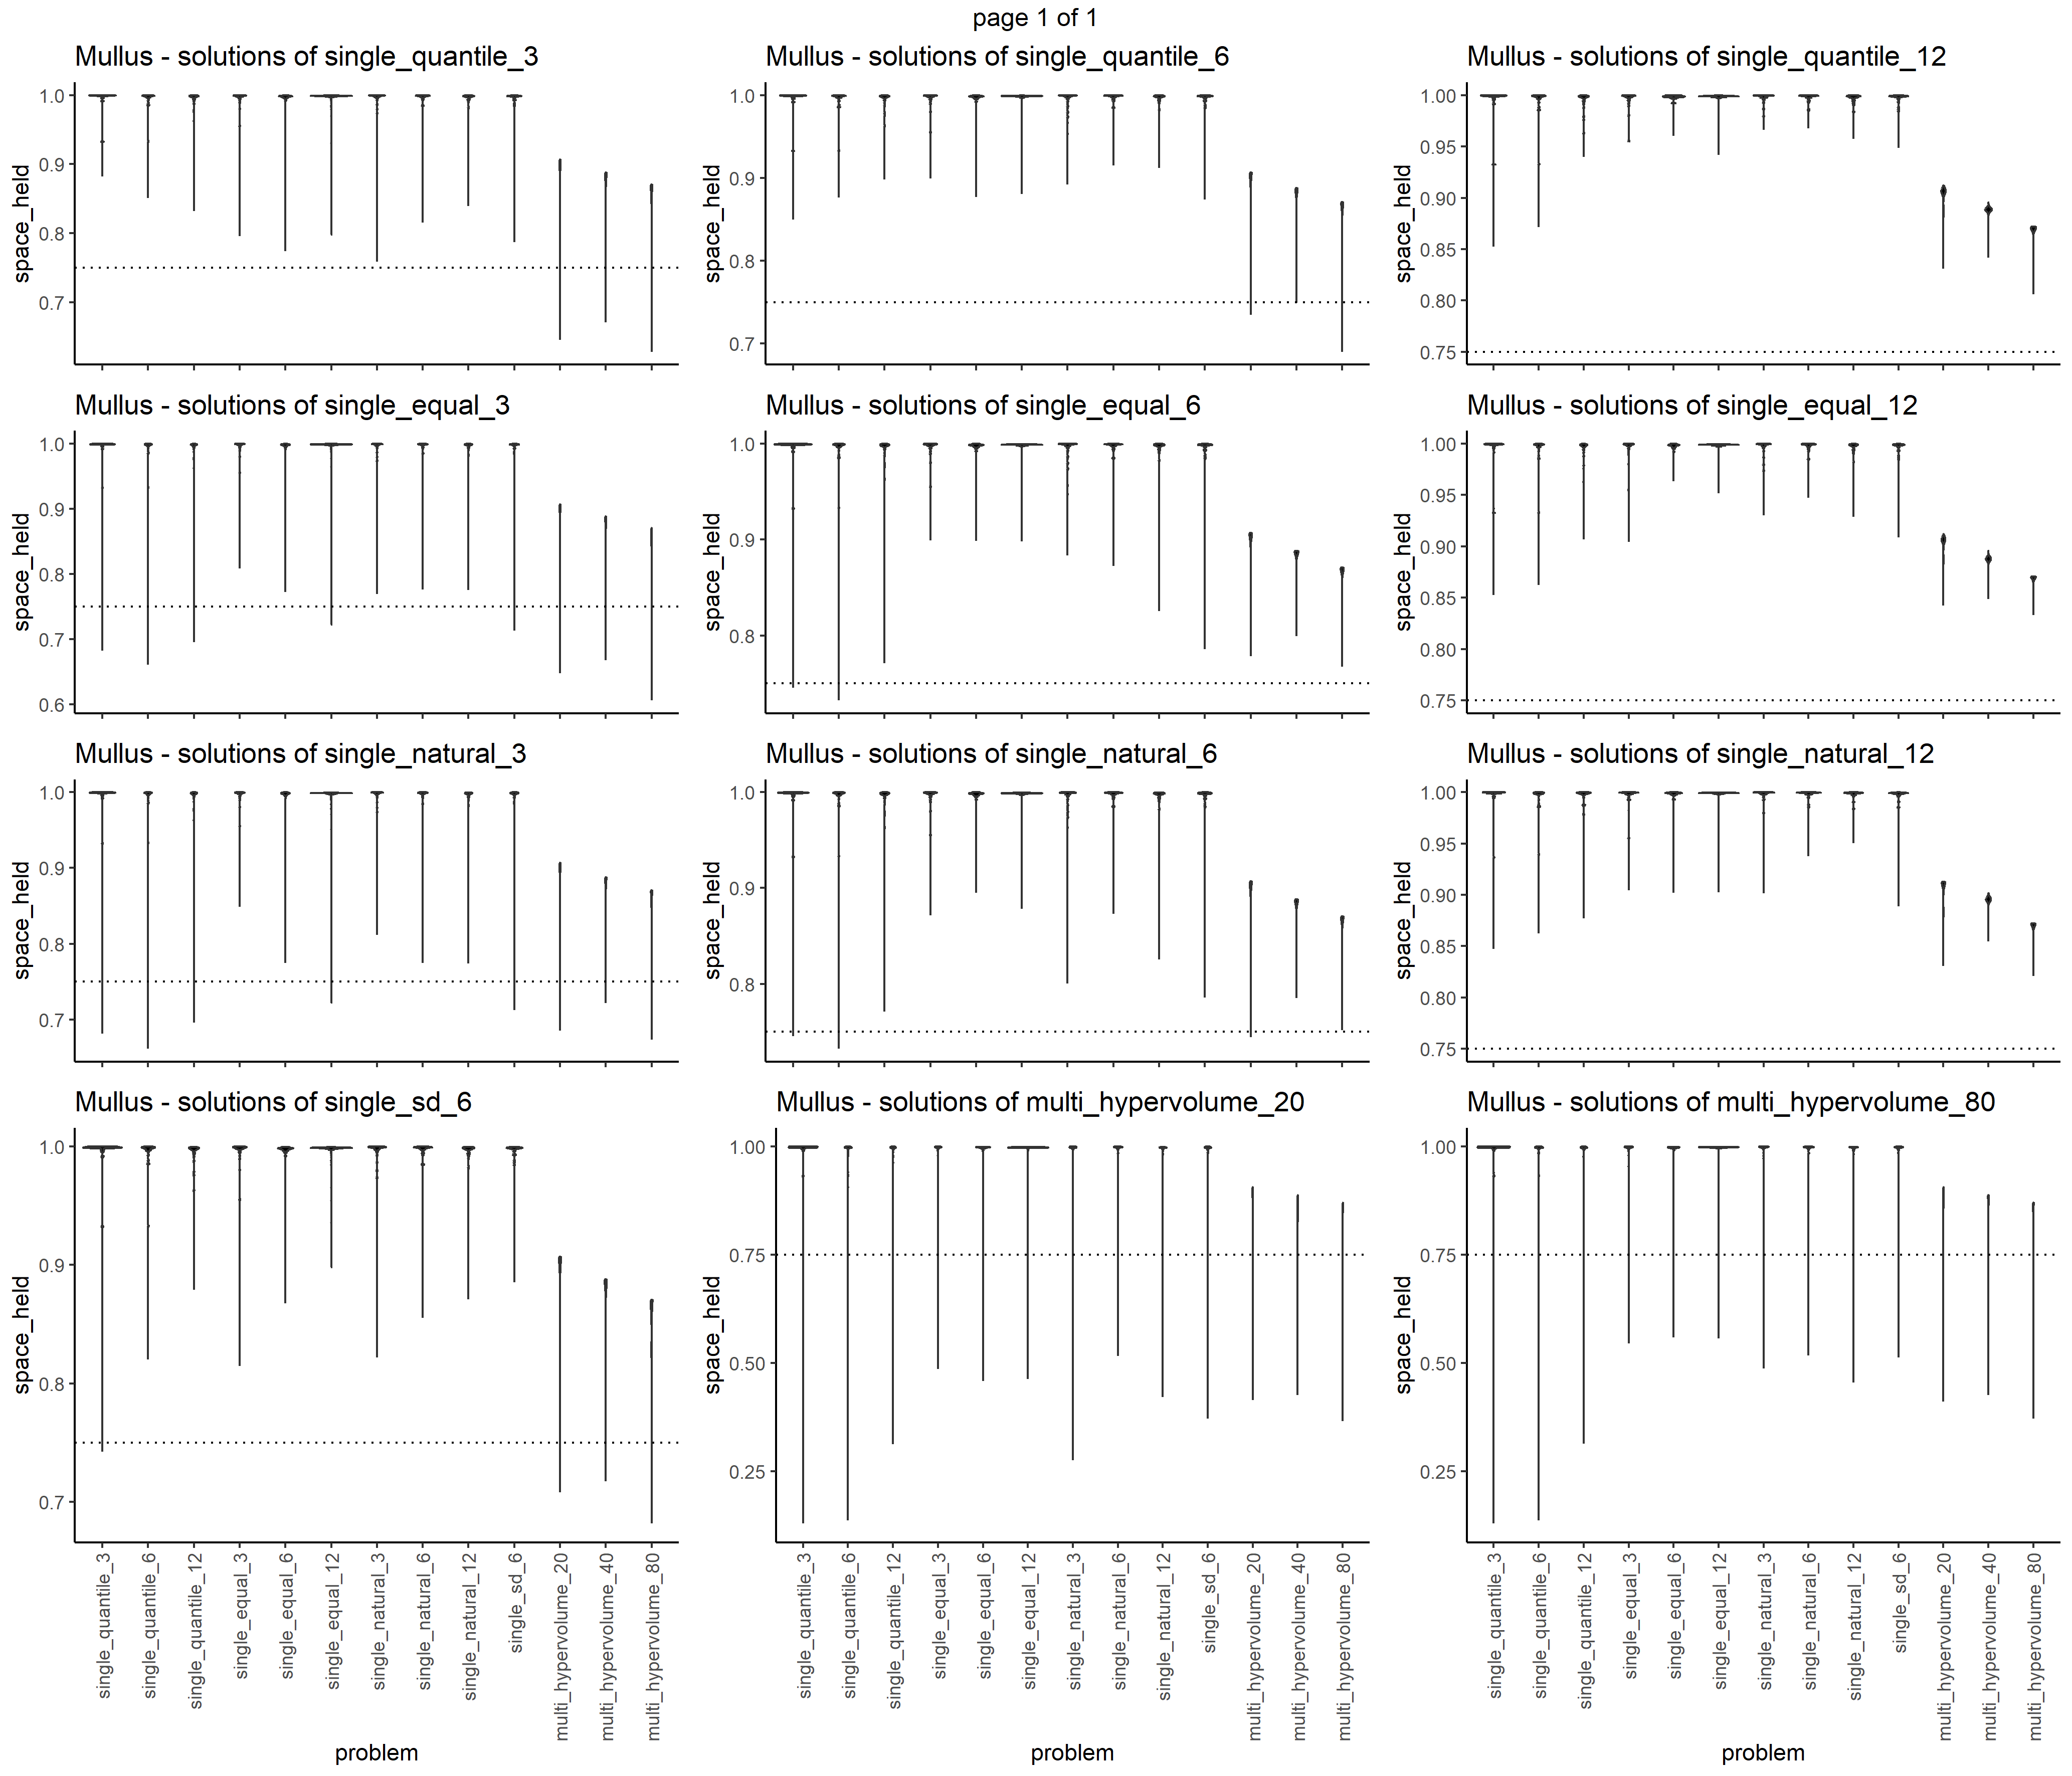 page 1 of 1
Mullus - solutions of single_quantile_3
space_held
1.0
0.9
0.8
0.7
Mullus - solutions of single_quantile_6
space_held
1.0
0.9
0.8
0.7
Mullus - solutions of single_quantile_12
space_held
1.00
0.95
0.90
0.85
0.80
0.75
Mullus - solutions of single_equal_3
space_held
1.0
0.9
0.8
0.7
0.6
Mullus - solutions of single_equal_6
space_held
1.0
0.9
0.8
Mullus - solutions of single_equal_12
space_held
1.00
0.95
0.90
0.85
0.80
0.75
Mullus - solutions of single_natural_3
space_held
1.0
0.9
0.8
0.7
Mullus - solutions of single_natural_6
space_held
1.0
0.9
0.8
Mullus - solutions of single_natural_12
space_held
1.00
0.95
0.90
0.85
0.80
0.75
Mullus - solutions of single_sd_6
space_held
1.0
0.9
0.8
0.7
single_quantile_3
single_quantile_6
single_quantile_12
single_equal_3
single_equal_6
single_equal_12
single_natural_3
single_natural_6
single_natural_12
single_sd_6
multi_hypervolume_20
multi_hypervolume_40
multi_hypervolume_80
problem
Mullus - solutions of multi_hypervolume_20
space_held
1.00
0.75
0.50
0.25
single_quantile_3
single_quantile_6
single_quantile_12
single_equal_3
single_equal_6
single_equal_12
single_natural_3
single_natural_6
single_natural_12
single_sd_6
multi_hypervolume_20
multi_hypervolume_40
multi_hypervolume_80
problem
Mullus - solutions of multi_hypervolume_80
space_held
1.00
0.75
0.50
0.25
single_quantile_3
single_quantile_6
single_quantile_12
single_equal_3
single_equal_6
single_equal_12
single_natural_3
single_natural_6
single_natural_12
single_sd_6
multi_hypervolume_20
multi_hypervolume_40
multi_hypervolume_80
problem